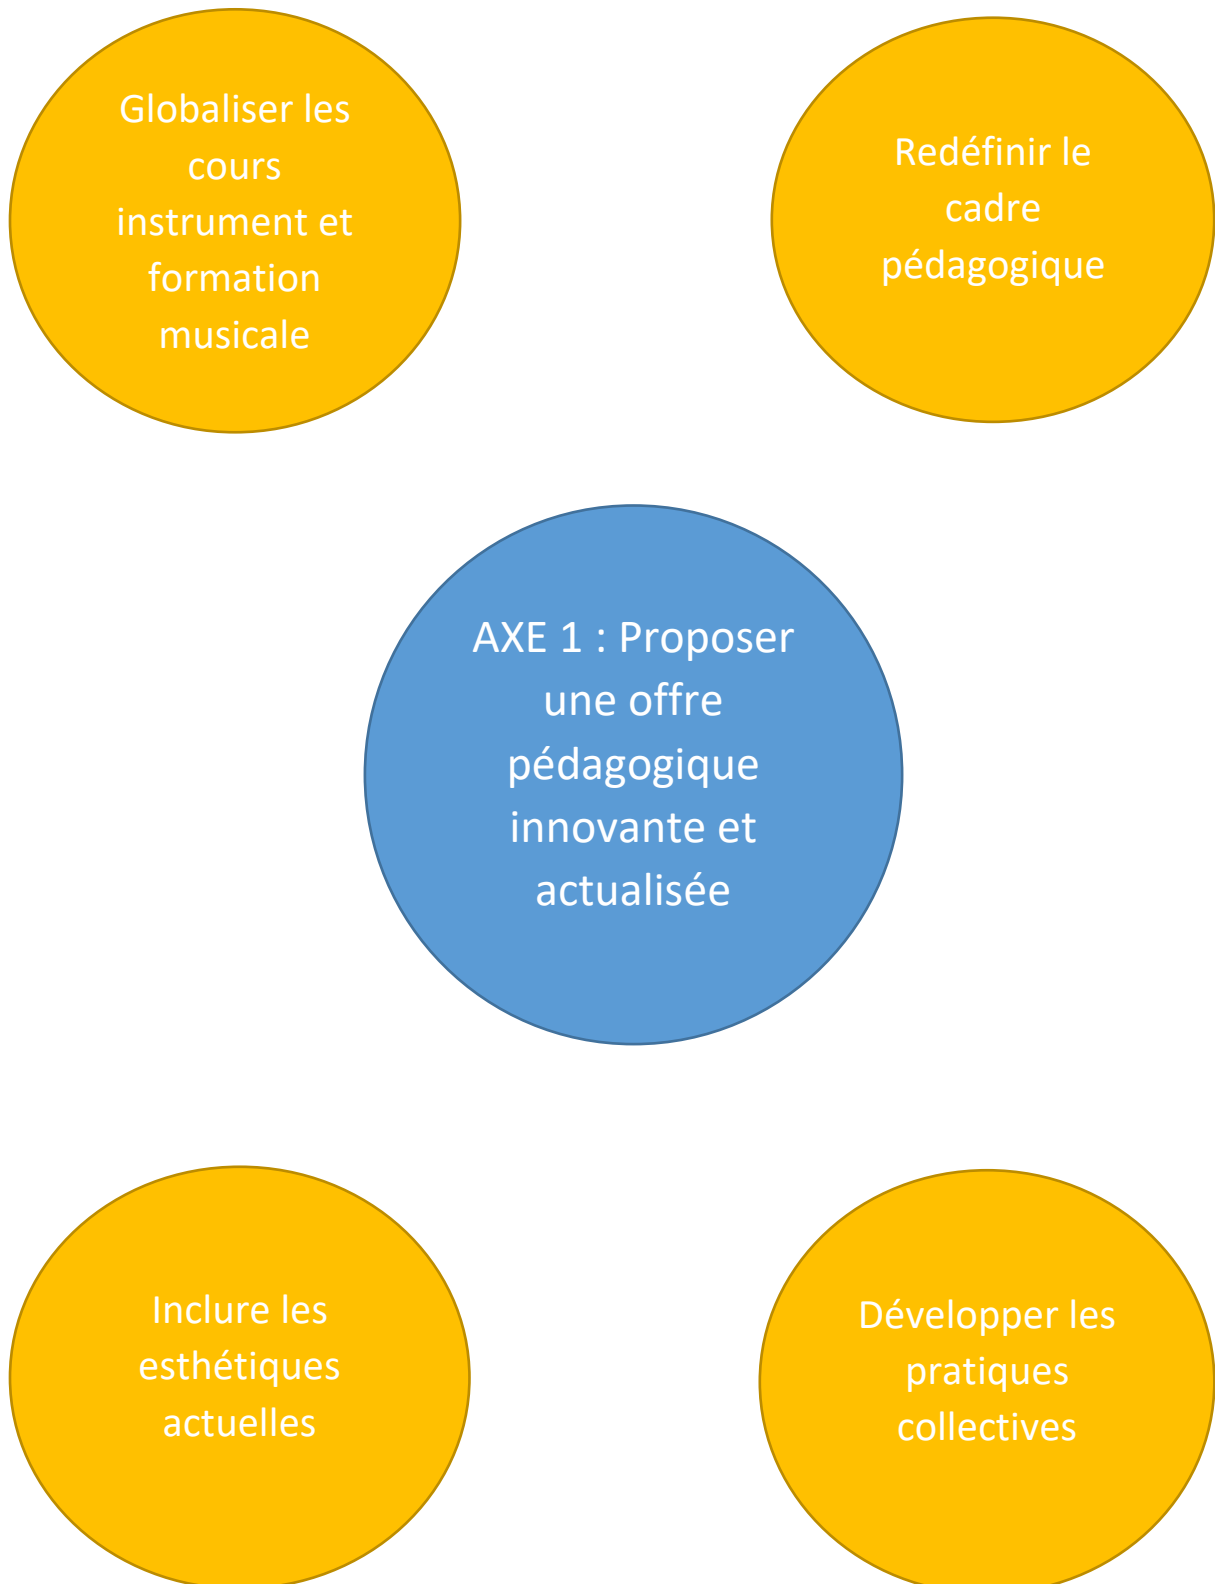 Globaliser les
cours
instrument et
formation
musicale
Redéfinir le
cadre
pédagogique
AXE 1 : Proposer
une offre
pédagogique
innovante et
actualisée
Inclure les
esthétiques
actuelles
Développer les
pratiques
collectives